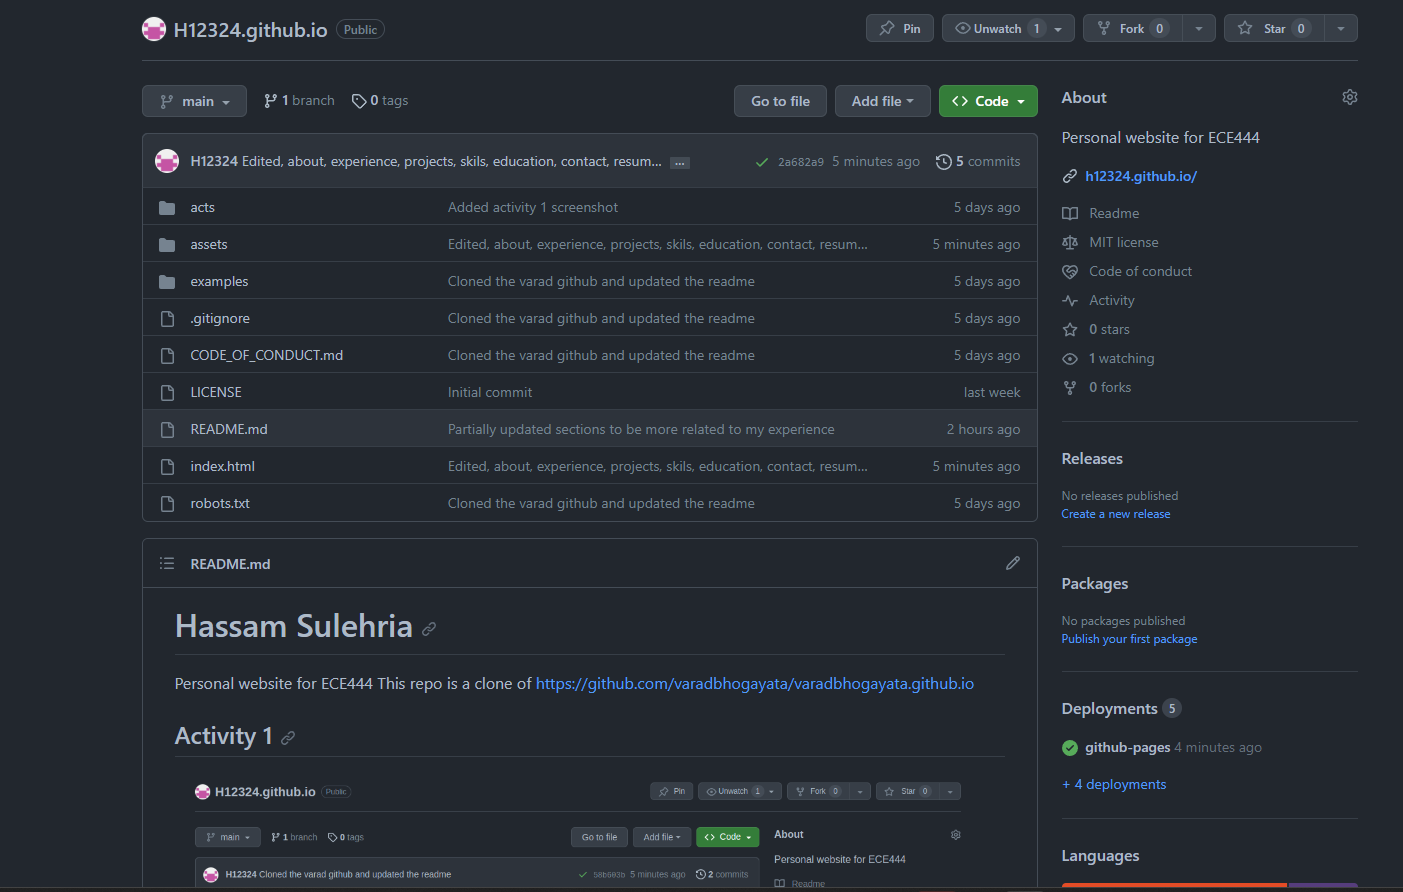 H12324.github.io Public Pin Unwatch 1 Fork 0 Star 0
main 1 branch 0 tags Go to file Add file <> Code
H12324 Edited, about, experience, projects, skils, education, contact, resum... ... 2a682a9 5 minutes ago 5 commits
acts Added activity 1 screenshot 5 days ago
assets Edited, about, experience, projects, skils, education, contact, resum... 5 minutes ago
examples Cloned the varad github and updated the readme 5 days ago
.gitignore Cloned the varad github and updated the readme 5 days ago
CODE_OF_CONDUCT.md Cloned the varad github and updated the readme 5 days ago
LICENSE Initial commit last week
README.md Partially updated sections to be more related to my experience 2 hours ago
index.html Edited, about, experience, projects, skils, education, contact, resum... 5 minutes ago
robots.txt Cloned the varad github and updated the readme 5 days ago
README.md
Hassam Sulehria
Personal website for ECE444 This repo is a clone of https://github.com/varadbhogayata/varadbhogayata.github.io
Activity 1
H12324.github.io Public Pin Unwatch 1 Fork 0 Star 0
main 1 branch 0 tags Go to file Add file <> Code
H12324 Cloned the varad github and updated the readme 5 minutes ago 2 commits
About
Personal website for ECE444
Readme
About
Personal website for ECE444
h12324.github.io/
Readme
MIT license
Code of conduct
Activity
0 stars
1 watching
0 forks
Releases
No releases published
Create a new release
Packages
No packages published
Publish your first package
Deployments 5
github-pages 4 minutes ago
+ 4 deployments
Languages